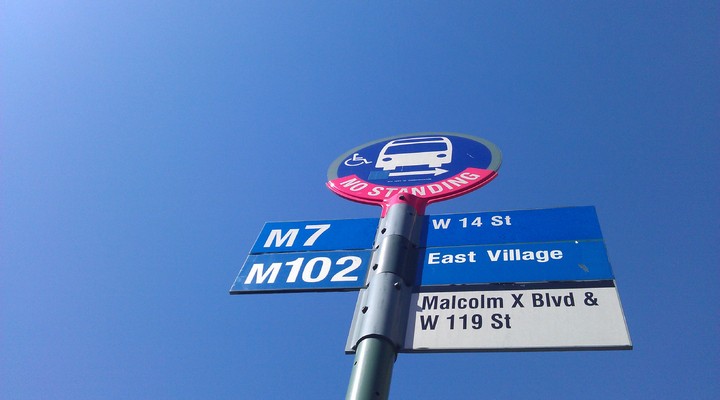 NO STANDING
M7 W 14 St
M102 East Village
Malcolm X Blvd &
W 119 St